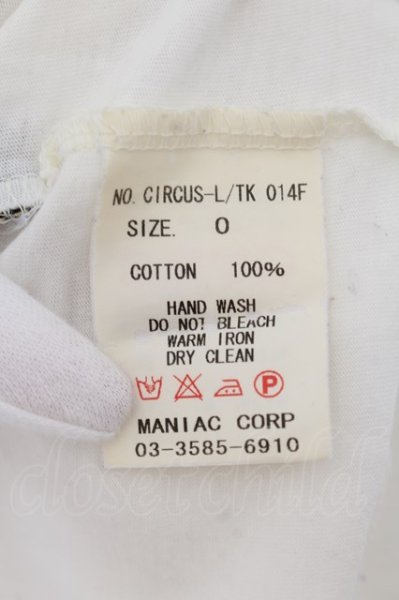 NO. CIRCUS-L/TK 014F
SIZE. 0
COTTON 100%
HAND WASH
DO NOT BLEACH
WARM IRON
DRY CLEAN
P
MANIAC CORP
03-3585-6910
closet child